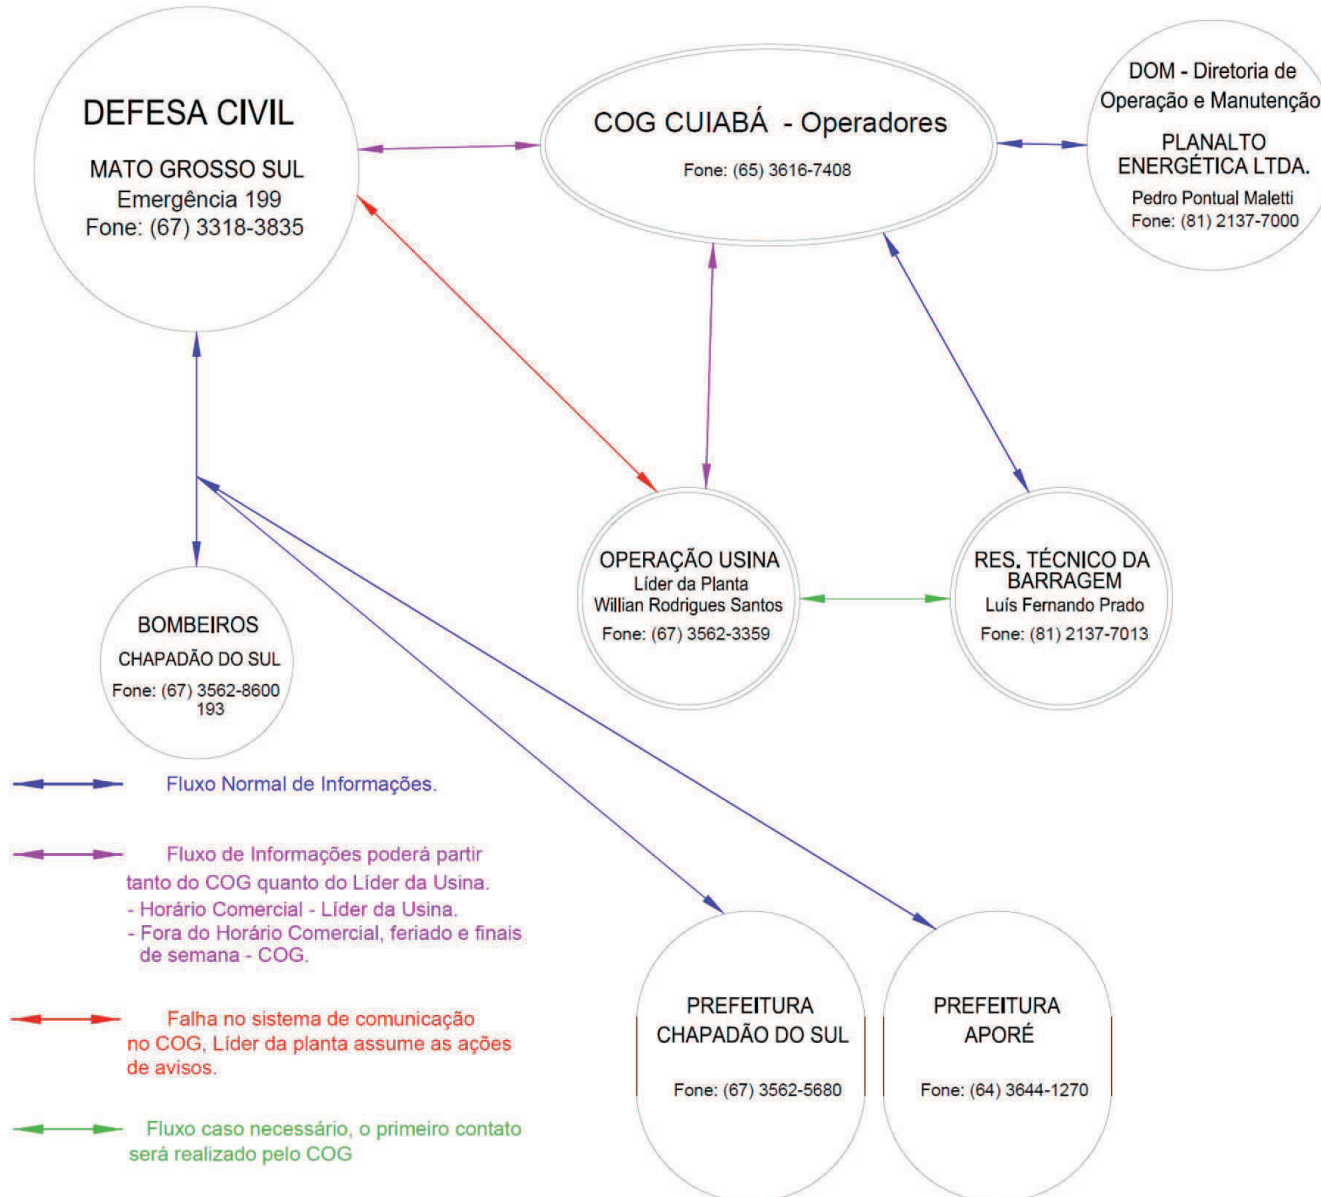 DEFESA CIVIL
MATO GROSSO SUL
Emergência 199
Fone: (67) 3318-3835
COG CUIABÁ - Operadores
Fone: (65) 3616-7408
DOM - Diretoria de
Operação e Manutenção
PLANALTO
ENERGÉTICA LTDA.
Pedro Pontual Maletti
Fone: (81) 2137-7000
OPERAÇÃO USINA
Líder da Planta
Willian Rodrigues Santos
Fone: (67) 3562-3359
RES. TÉCNICO DA
BARRAGEM
Luís Fernando Prado
Fone: (81) 2137-7013
BOMBEIROS
CHAPADÃO DO SUL
Fone: (67) 3562-8600
193
Fluxo Normal de Informações.
Fluxo de Informações poderá partir
tanto do COG quanto do Líder da Usina.
- Horário Comercial - Líder da Usina.
- Fora do Horário Comercial, feriado e finais
de semana - COG.
Falha no sistema de comunicação
no COG, Líder da planta assume as ações
de avisos.
Fluxo caso necessário, o primeiro contato
será realizado pelo COG
PREFEITURA
CHAPADÃO DO SUL
Fone: (67) 3562-5680
PREFEITURA
APORÉ
Fone: (64) 3644-1270